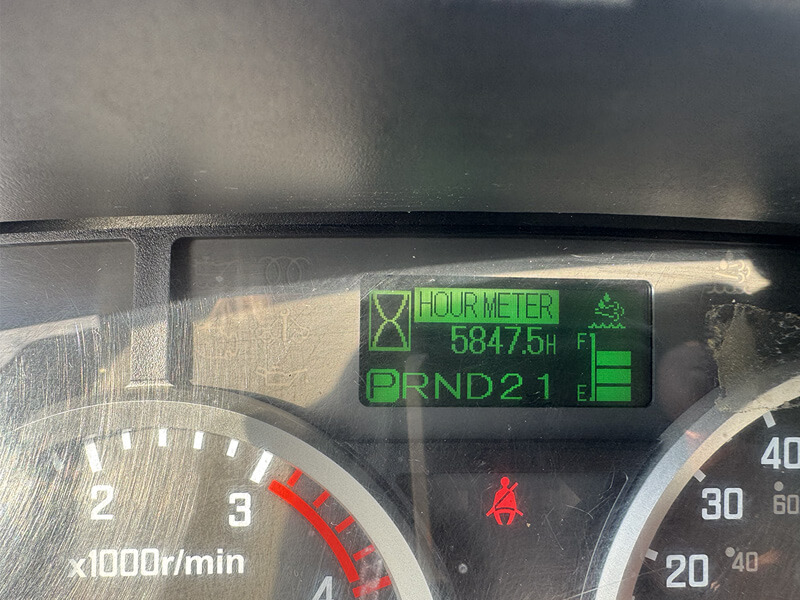 HOUR METER
5847.5H
F
PRND21
E
2
3
4
x1000r/min
40
30
60
20
40